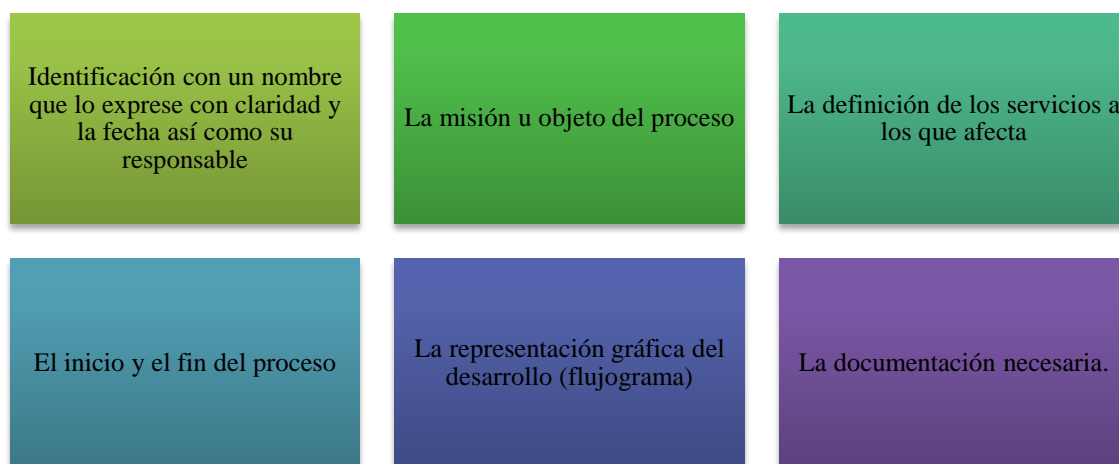 Identificación con un nombre
que lo exprese con claridad y
la fecha así como su
responsable
La misión u objeto del proceso
La definición de los servicios a
los que afecta
El inicio y el fin del proceso
La representación gráfica del
desarrollo (flujograma)
La documentación necesaria.